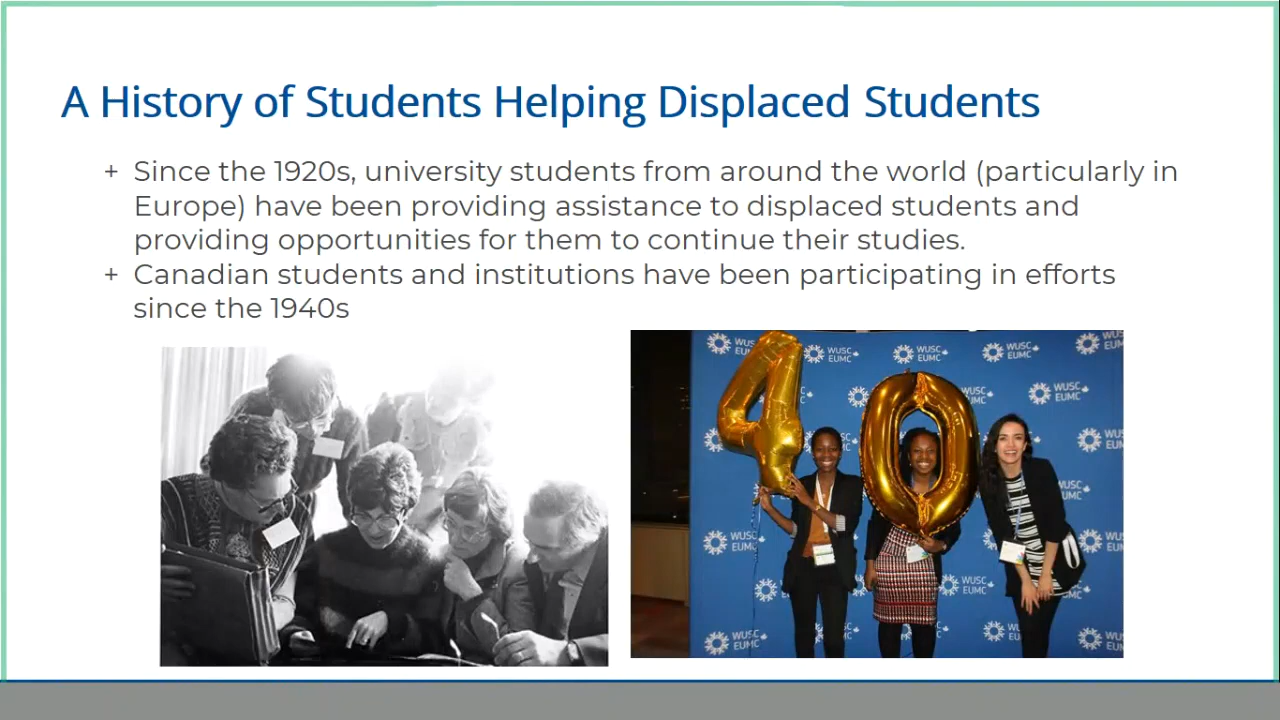 A History of Students Helping Displaced Students
+ Since the 1920s, university students from around the world (particularly in
Europe) have been providing assistance to displaced students and
providing opportunities for them to continue their studies.
+ Canadian students and institutions have been participating in efforts
since the 1940s
40
WUSC
EUMC